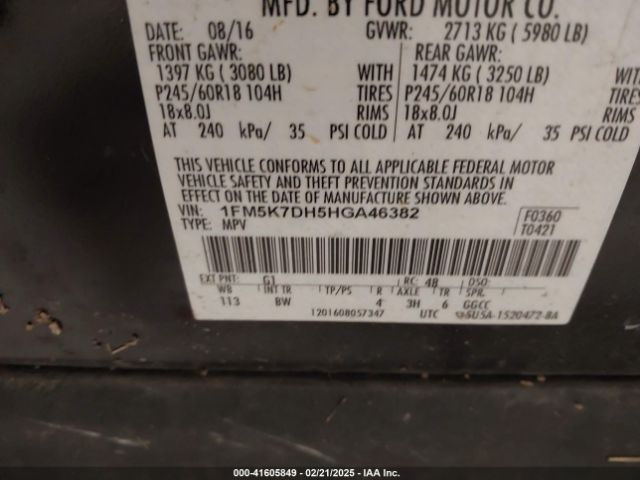 MFD. BY FORD MOTOR CO.
DATE: 08/16 GVWR: 2713 KG ( 5980 LB)
FRONT GAWR: REAR GAWR:
1397 KG ( 3080 LB) WITH 1474 KG ( 3250 LB) WITH
P245/60R18 104H TIRES P245/60R18 104H TIRES
18x8.0J RIMS 18x8.0J RIMS
AT 240 kPa/ 35 PSI COLD AT 240 kPa/ 35 PSI COLD
THIS VEHICLE CONFORMS TO ALL APPLICABLE FEDERAL MOTOR
VEHICLE SAFETY AND THEFT PREVENTION STANDARDS IN
EFFECT ON THE DATE OF MANUFACTURE SHOWN ABOVE.
VIN: 1FM5K7DH5HGA46382 F0360
TYPE: MPV T0421
EXT PNT: G1 RC: 48 DSO:
WB INT TR TP/PS R AXLE TR SPR
113 BW 4 3H 6 GGCC
1201608057347 UTC 5U5A-1520472-BA
000-41605849 - 02/21/2025 - IAA Inc.